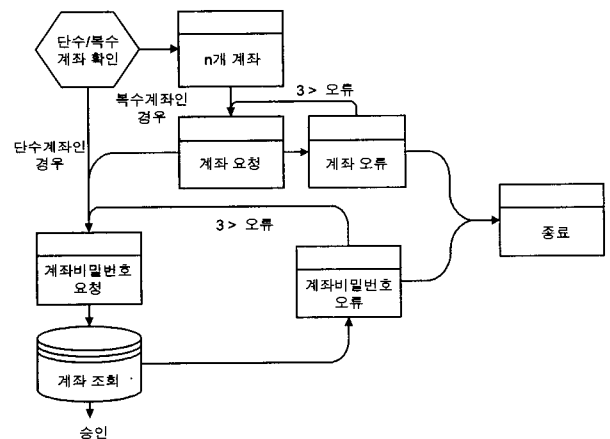 단수/복수
계좌 확인
n개 계좌
복수계좌인
경우
3 > 오류
단수계좌인
경우
계좌 요청
계좌 오류
3 > 오류
종료
계좌비밀번호
요청
계좌비밀번호
오류
계좌 조회
승인